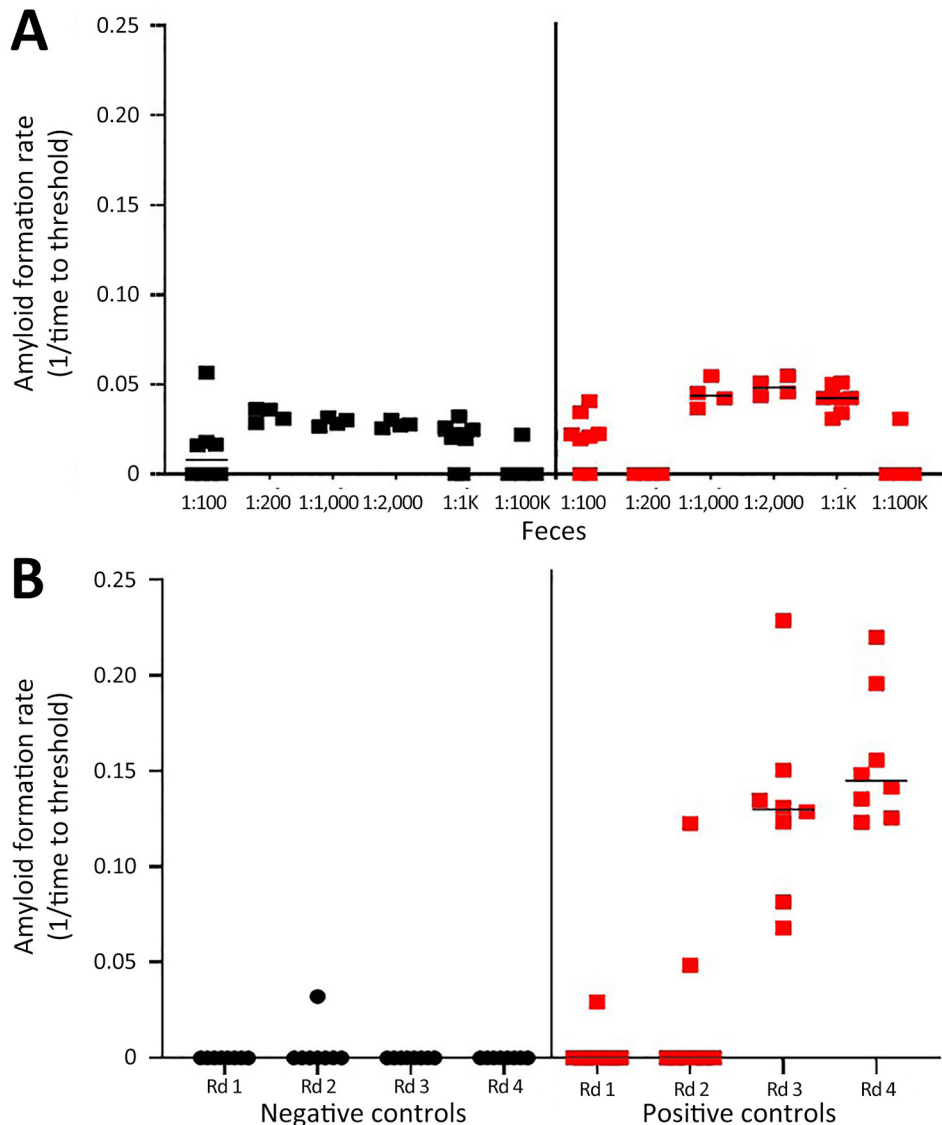 A
Amyloid formation rate
(1/time to threshold)
0.25
0.20
0.15
0.10
0.05
0
1:100 1:200 1:1,000 1:2,000 1:1K 1:100K 1:100 1:200 1:1,000 1:2,000 1:1K 1:100K
Feces
B
Amyloid formation rate
(1/time to threshold)
0.25
0.20
0.15
0.10
0.05
0
Rd 1 Rd 2 Rd 3 Rd 4 Rd 1 Rd 2 Rd 3 Rd 4
Negative controls Positive controls